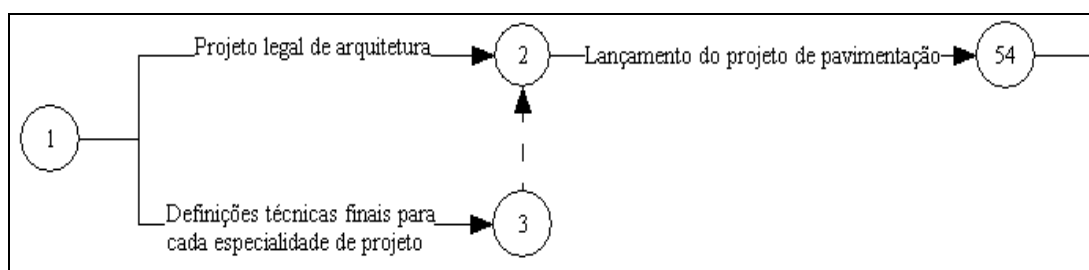 Projeto legal de arquitetura
2
Lançamento do projeto de pavimentação
54
1
Definições técnicas finais para
cada especialidade de projeto
3